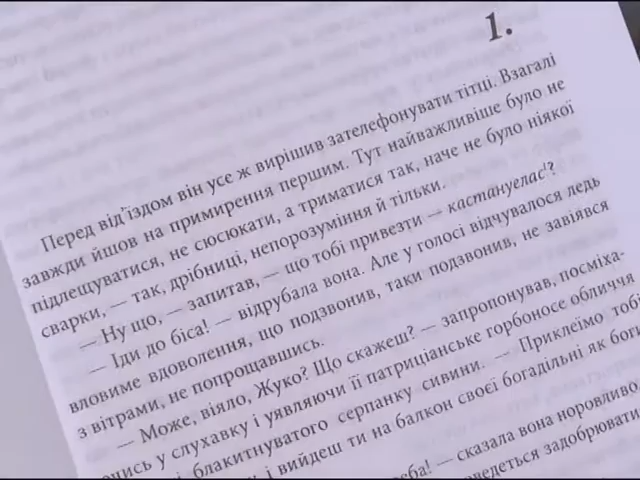 1.
Перед від'їздом він усе ж вирішив зателефонувати тітці. Взагалі
завжди йшов на примирення першим. Тут найважливіше було не
підлещуватися, не сюсюкати, а триматися так, наче не було ніякої
сварки, — так, дрібниці, непорозуміння й тільки.
— Ну що, — запитав, — що тобі привезти — кастануелас¹?
— Іди до біса! — відрубала вона. Але у голосі відчувалося ледь
вловиме вдоволення, що подзвонив, таки подзвонив, не завіявся
з вітрами, не попрощавшись.
— Може, віяло, Жуко? Що скажеш? — запропонував, посміха-
ючись у слухавку і уявляючи її патриціанське горбоносе обличчя
блакитнуватого серпанку сивини. — Приклеїмо тобі
і вийдеш ти на балкон своєї богадільні як
— сказала вона норовливо
задобрювати